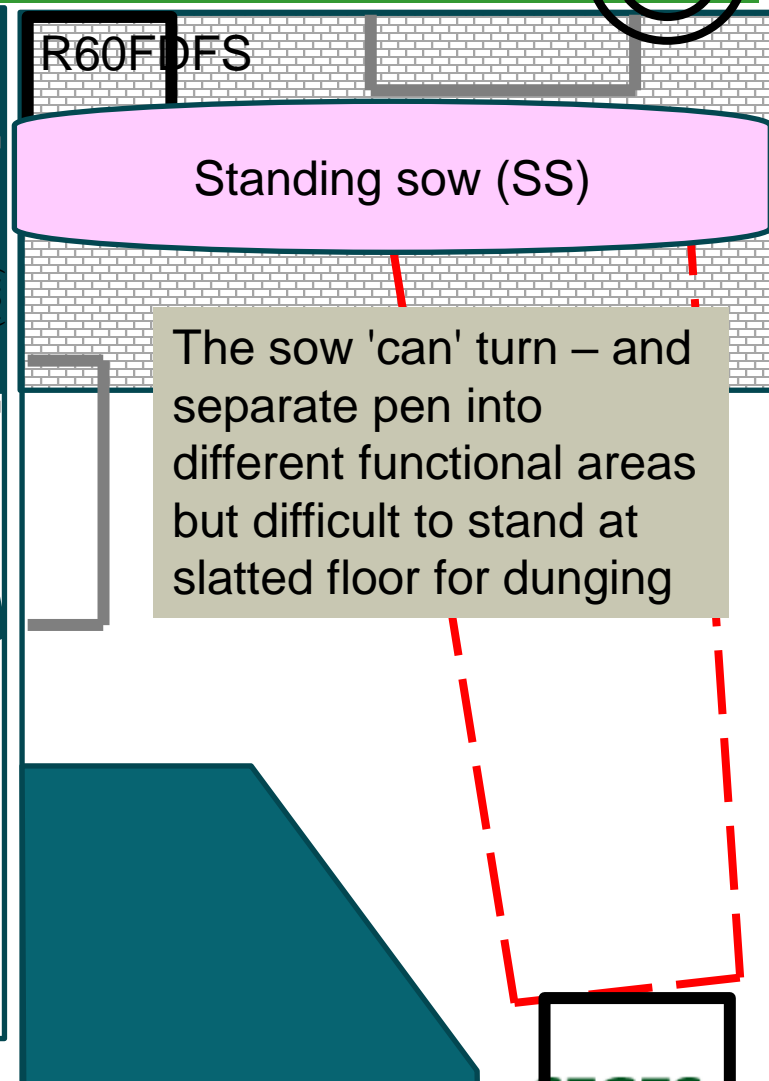 R60FDFS
Standing sow (SS)
The sow 'can' turn – and
separate pen into
different functional areas
but difficult to stand at
slatted floor for dunging